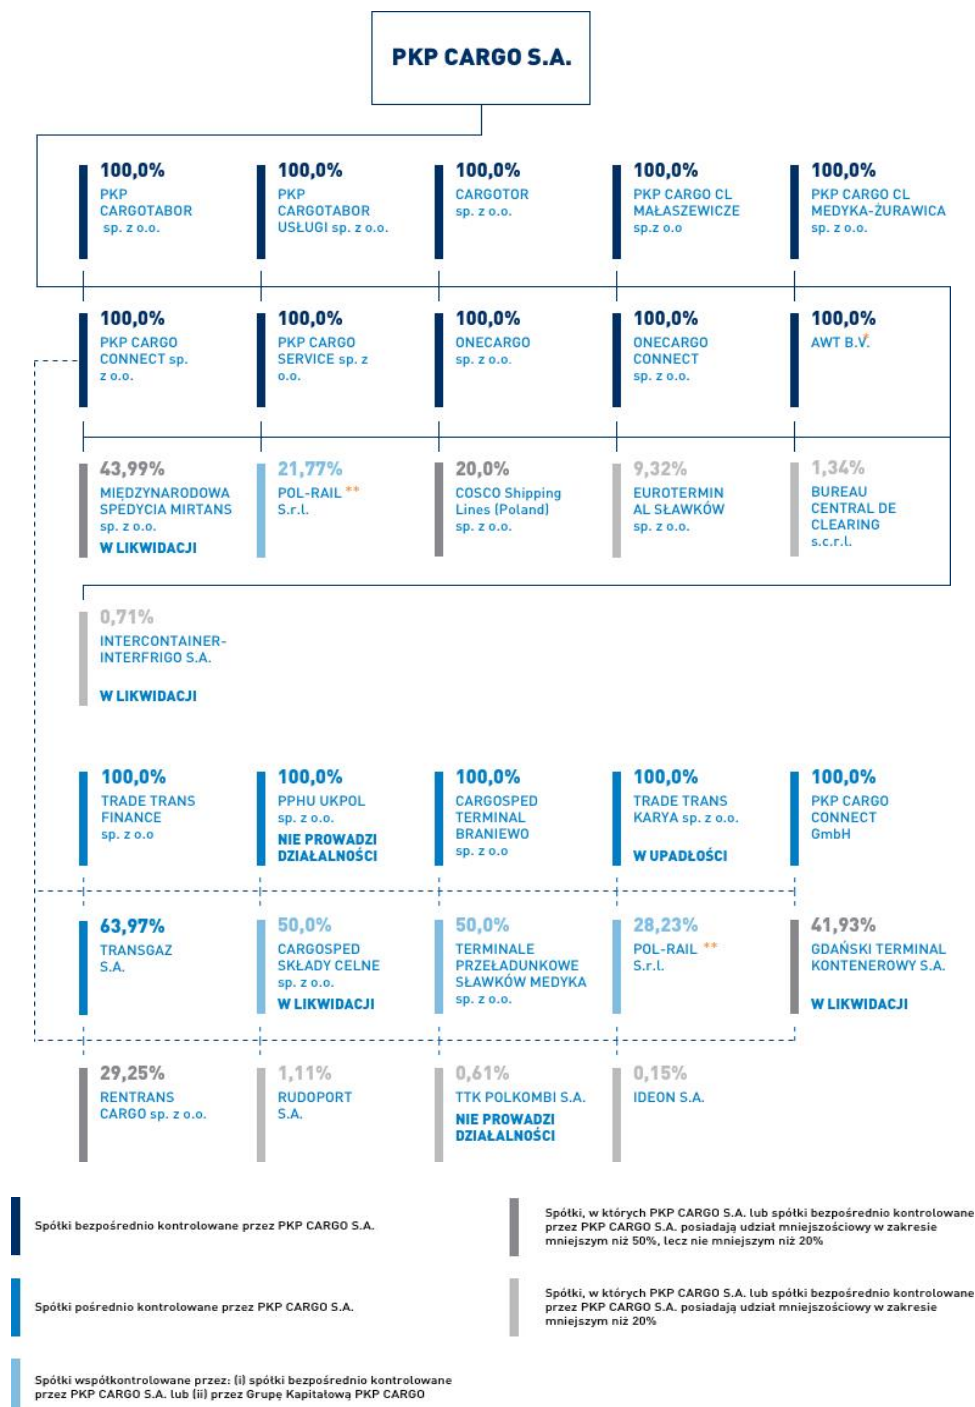 PKP CARGO S.A.
100,0%
PKP
CARGOTABOR
sp. z o.o.
100,0%
PKP
CARGOTABOR
USŁUGI sp. z o.o.
100,0%
CARGOTOR
sp. z o.o.
100,0%
PKP CARGO CL
MAŁASZEWICZE
sp.z o.o
100,0%
PKP CARGO CL
MEDYKA-ŻURAWICA
sp. z o.o.
100,0%
PKP CARGO
CONNECT sp.
z o.o.
100,0%
PKP CARGO
SERVICE sp. z
o.o.
100,0%
ONECARGO
sp. z o.o.
100,0%
ONECARGO
CONNECT
sp. z o.o.
100,0%
AWT B.V.*
43,99%
MIĘDZYNARODOWA
SPEDYCJA MIRTANS
sp. z o.o.
W LIKWIDACJI
21,77%
POL-RAIL **
S.r.l.
20,0%
COSCO Shipping
Lines (Poland)
sp. z o.o.
9,32%
EUROTERMIN
AL SŁAWKÓW
sp. z o.o.
1,34%
BUREAU
CENTRAL DE
CLEARING
s.c.r.l.
0,71%
INTERCONTAINER-
INTERFRIGO S.A.
W LIKWIDACJI
100,0%
TRADE TRANS
FINANCE
sp. z o.o
100,0%
PPHU UKPOL
sp. z o.o.
NIE PROWADZI
DZIAŁALNOŚCI
100,0%
CARGOSPED
TERMINAL
BRANIEWO
sp. z o.o
100,0%
TRADE TRANS
KARYA sp. z o.o.
W UPADŁOŚCI
100,0%
PKP CARGO
CONNECT
GmbH
63,97%
TRANSGAZ
S.A.
50,0%
CARGOSPED
SKŁADY CELNE
sp. z o.o.
W LIKWIDACJI
50,0%
TERMINALE
PRZEŁADUNKOWE
SŁAWKÓW MEDYKA
sp. z o.o.
28,23%
POL-RAIL **
S.r.l.
41,93%
GDAŃSKI TERMINAL
KONTENEROWY S.A.
W LIKWIDACJI
29,25%
RENTRANS
CARGO sp. z o.o.
1,11%
RUDOPORT
S.A.
0,61%
TTK POLKOMBI S.A.
NIE PROWADZI
DZIAŁALNOŚCI
0,15%
IDEON S.A.
Spółki bezpośrednio kontrolowane przez PKP CARGO S.A.
Spółki pośrednio kontrolowane przez PKP CARGO S.A.
Spółki współkontrolowane przez: (i) spółki bezpośrednio kontrolowane
przez PKP CARGO S.A. lub (ii) przez Grupę Kapitałową PKP CARGO
Spółki, w których PKP CARGO S.A. lub spółki bezpośrednio kontrolowane
przez PKP CARGO S.A. posiadają udział mniejszościowy w zakresie
mniejszym niż 50%, lecz nie mniejszym niż 20%
Spółki, w których PKP CARGO S.A. lub spółki bezpośrednio kontrolowane
przez PKP CARGO S.A. posiadają udział mniejszościowy w zakresie
mniejszym niż 20%